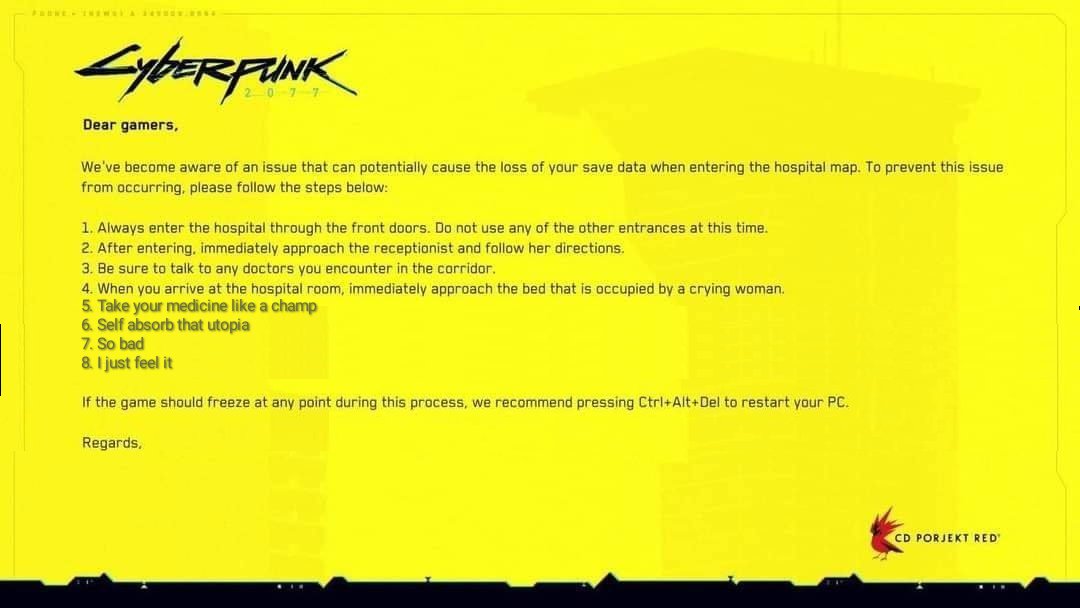 CYBERPUNK
2077
Dear gamers,
We've become aware of an issue that can potentially cause the loss of your save data when entering the hospital map. To prevent this issue
from occurring, please follow the steps below:
1. Always enter the hospital through the front doors. Do not use any of the other entrances at this time.
2. After entering, immediately approach the receptionist and follow her directions.
3. Be sure to talk to any doctors you encounter in the corridor.
4. When you arrive at the hospital room, immediately approach the bed that is occupied by a crying woman.
5. Take your medicine like a champ
6. Self absorb that utopia
7. So bad
8. I just feel it
If the game should freeze at any point during this process, we recommend pressing Ctrl+Alt+Del to restart your PC.
Regards,
CD PORJEKT RED